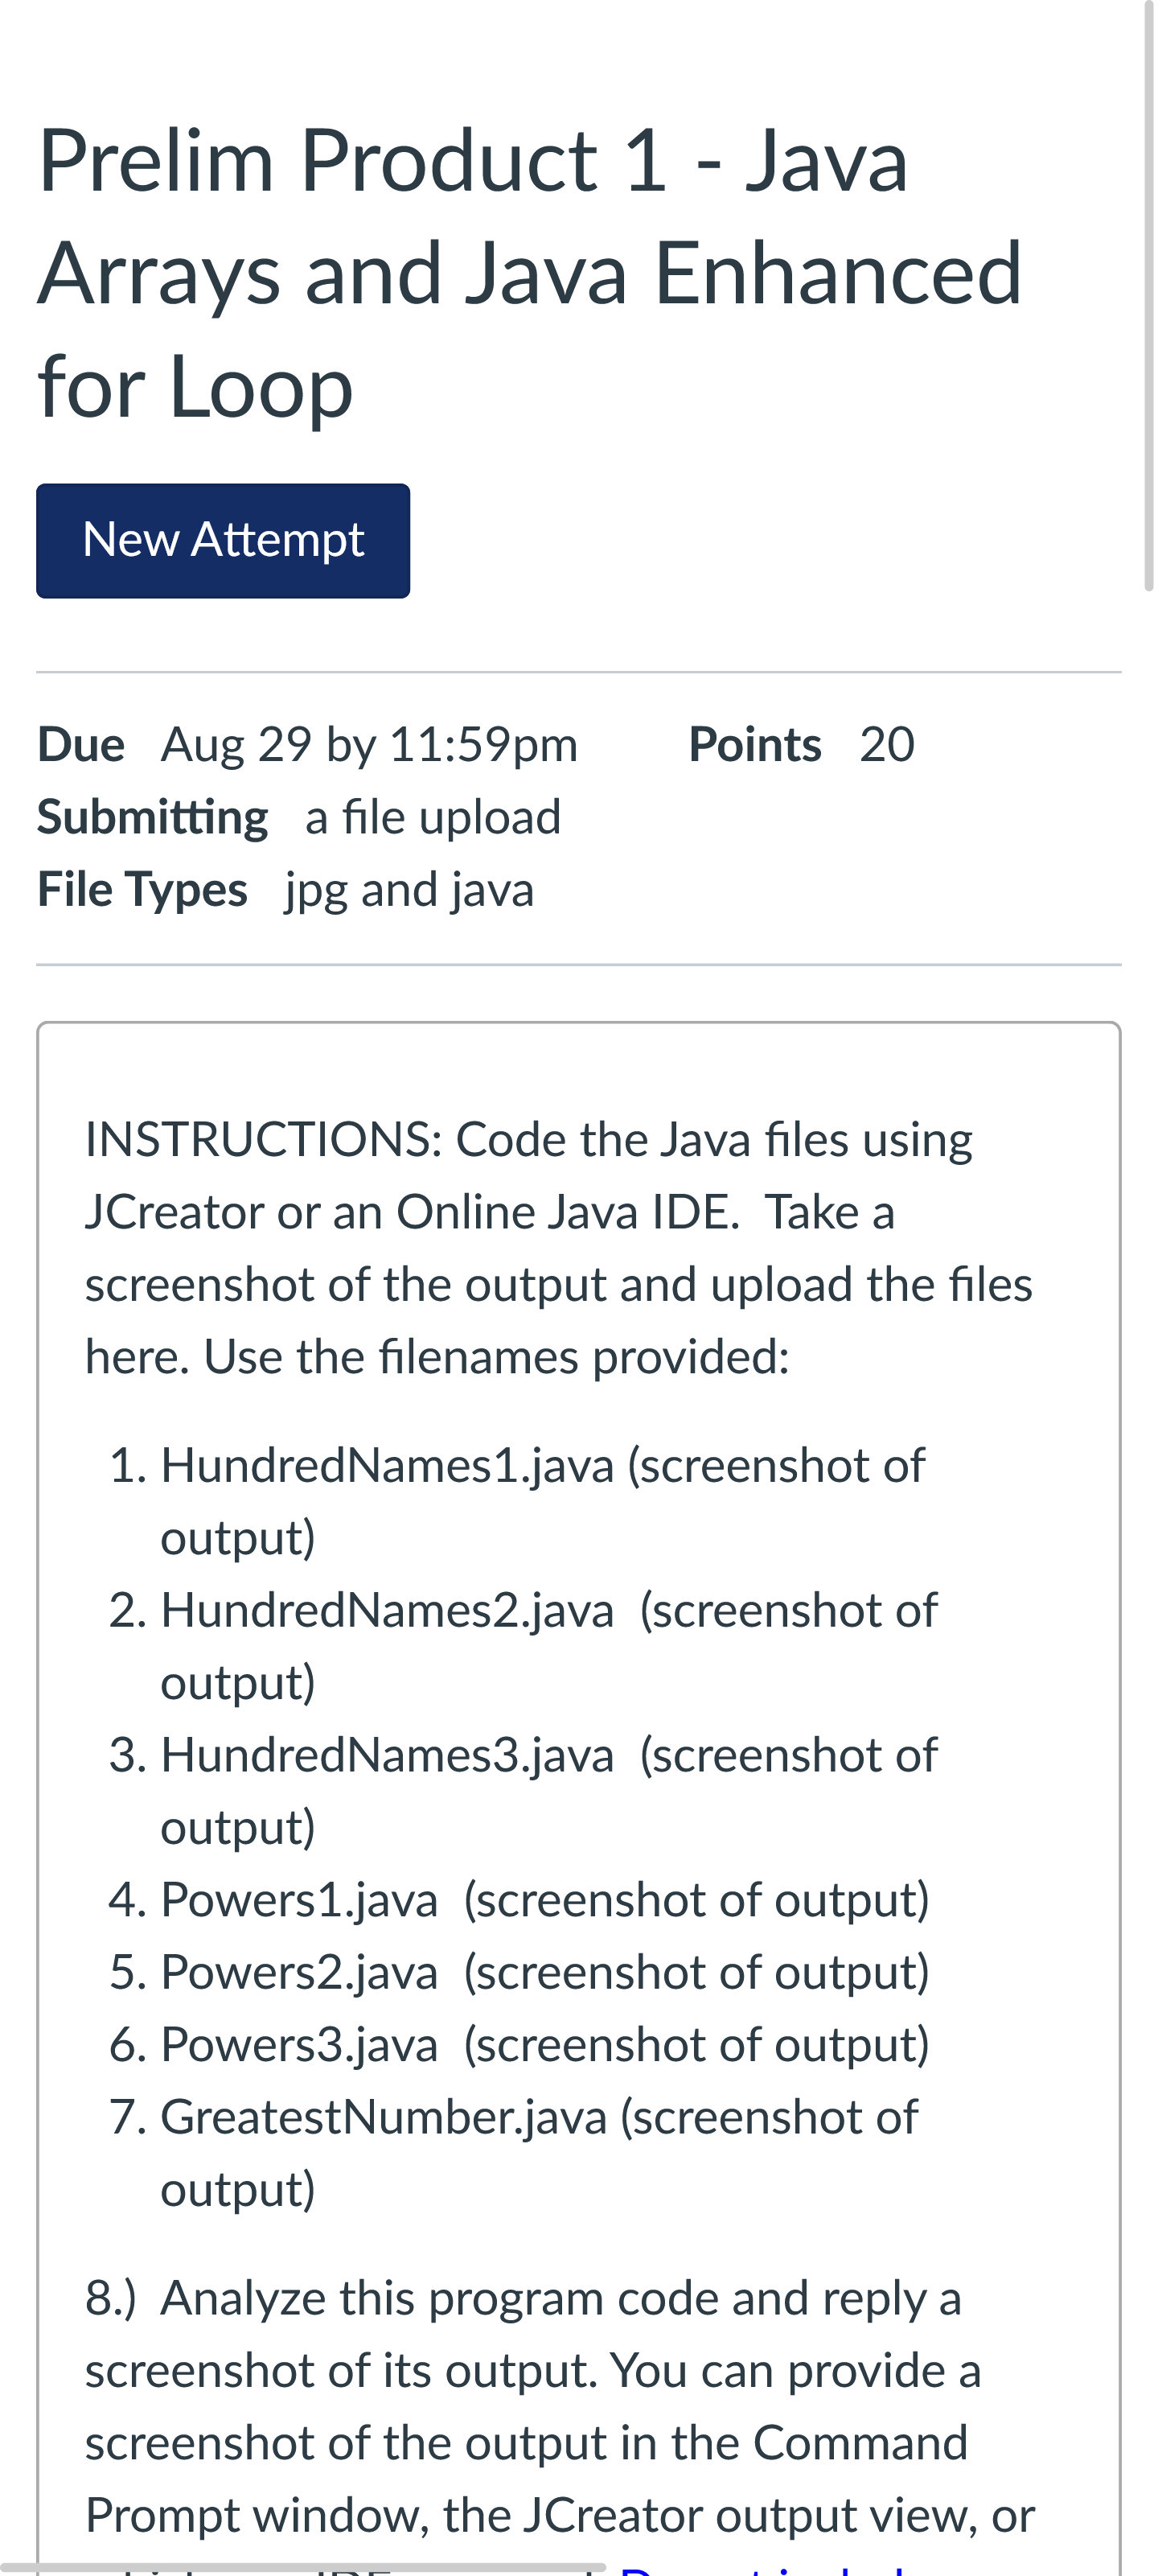 Prelim Product 1 - Java
Arrays and Java Enhanced
for Loop
New Attempt
Due Aug 29 by 11:59pm Points 20
Submitting a file upload
File Types jpg and java
INSTRUCTIONS: Code the Java files using
JCreator or an Online Java IDE. Take a
screenshot of the output and upload the files
here. Use the filenames provided:
1. HundredNames1.java (screenshot of
output)
2. HundredNames2.java (screenshot of
output)
3. HundredNames3.java (screenshot of
output)
4. Powers1.java (screenshot of output)
5. Powers2.java (screenshot of output)
6. Powers3.java (screenshot of output)
7. GreatestNumber.java (screenshot of
output)
8.) Analyze this program code and reply a
screenshot of its output. You can provide a
screenshot of the output in the Command
Prompt window, the JCreator output view, or